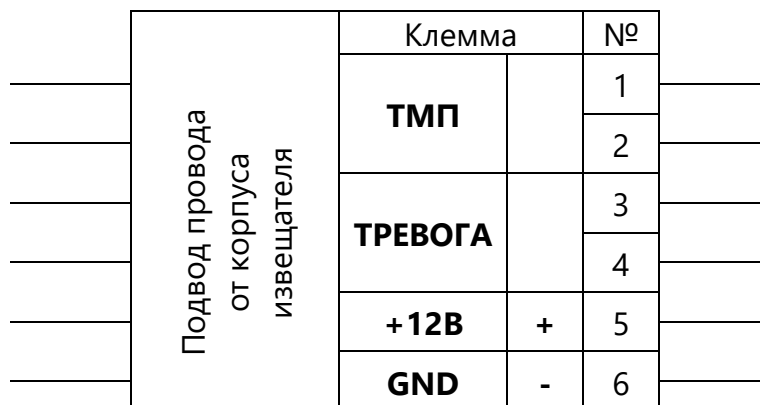 Подвод провода
от корпуса
извещателя
Клемма №
ТМП 1
2
ТРЕВОГА 3
4
+12В + 5
GND - 6